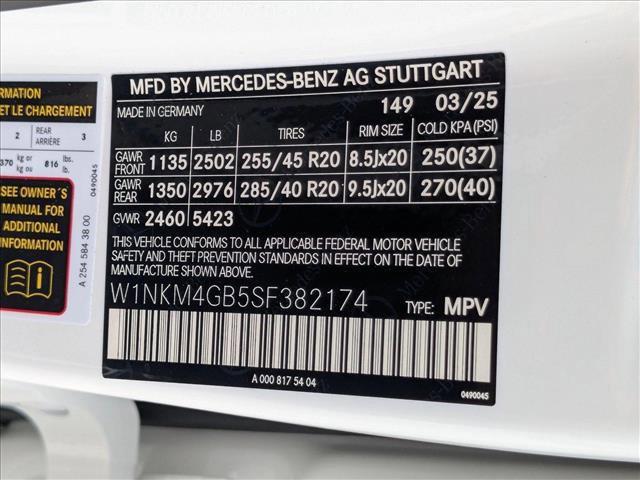 RMATION
ET LE CHARGEMENT
2 REAR ARRIÈRE 3
370 kg or kg ou 816 lbs. lb.
0490045
SEE OWNER´S
MANUAL FOR
ADDITIONAL
INFORMATION
A 254 584 38 00
MFD BY MERCEDES-BENZ AG STUTTGART
MADE IN GERMANY 149 03/25
KG LB TIRES RIM SIZE COLD KPA(PSI)
GAWR FRONT 1135 2502 255/45 R20 8.5Jx20 250(37)
GAWR REAR 1350 2976 285/40 R20 9.5Jx20 270(40)
GVWR 2460 5423
THIS VEHICLE CONFORMS TO ALL APPLICABLE FEDERAL MOTOR VEHICLE
SAFETY AND THEFT PREVENTION STANDARDS IN EFFECT ON THE DATE OF
MANUFACTURE SHOWN ABOVE.
W1NKM4GB5SF382174 TYPE: MPV
A 000 817 54 04
0490045